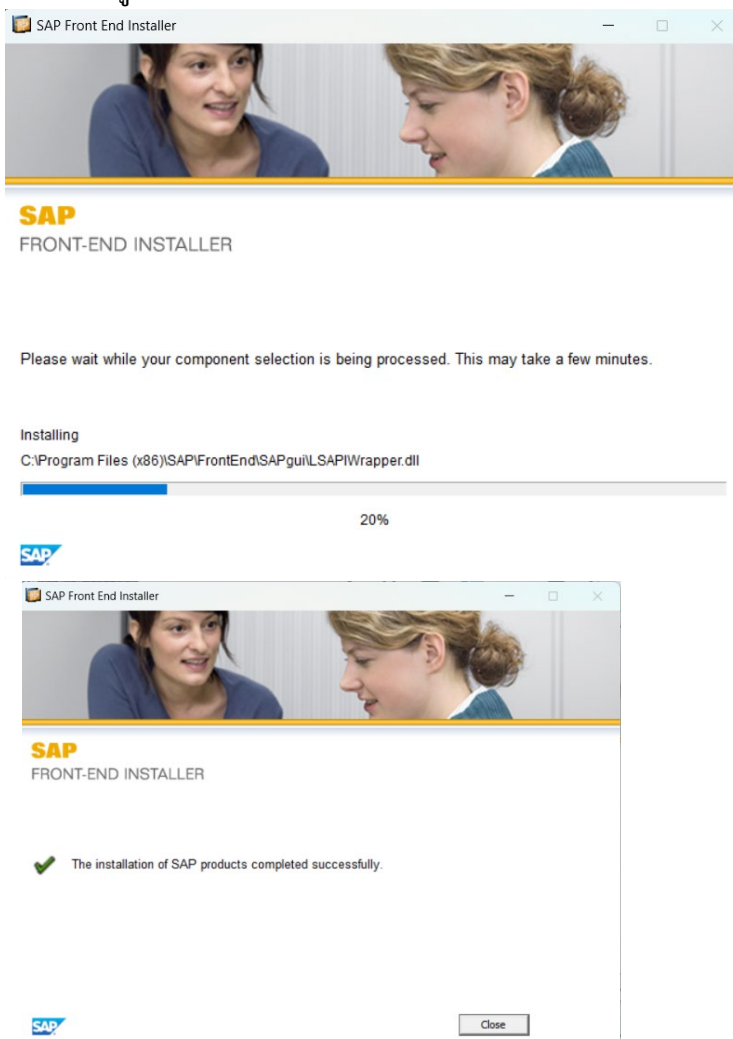 SAP Front End Installer
SAP
FRONT-END INSTALLER
Please wait while your component selection is being processed. This may take a few minutes.
Installing
C:\Program Files (x86)\SAP\FrontEnd\SAPgui\LSAPIWrapper.dll
20%
SAP
SAP Front End Installer
SAP
FRONT-END INSTALLER
The installation of SAP products completed successfully.
SAP
Close